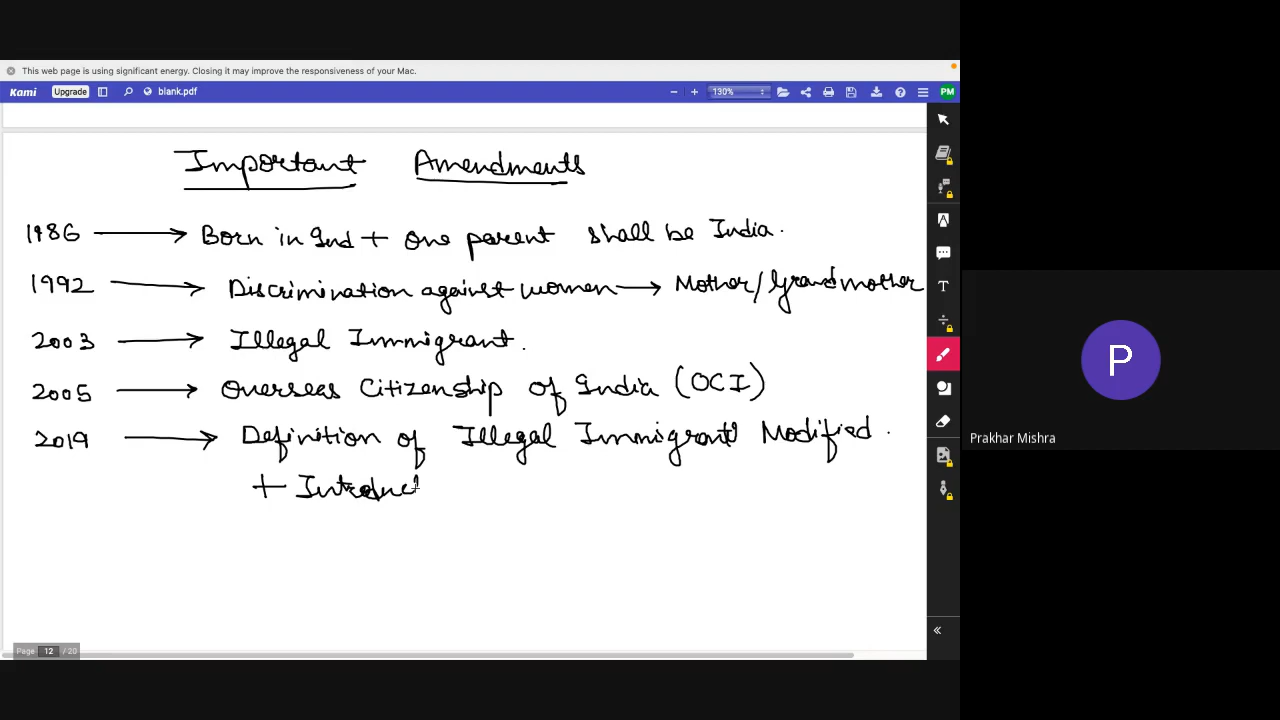 This web page is using significant energy. Closing it may improve the responsiveness of your Mac.
Kami Upgrade blank.pdf 130% PM
Important Amendments
1986 → Born in Ind + one parent shall be India.
1992 → Discrimination against women → Mother/Grandmother
2003 → Illegal Immigrant.
2005 → Overseas Citizenship of India (OCI)
2019 → Definition of Illegal Immigrant Modified.
+ Introduct
P
Prakhar Mishra
Page 12 / 20